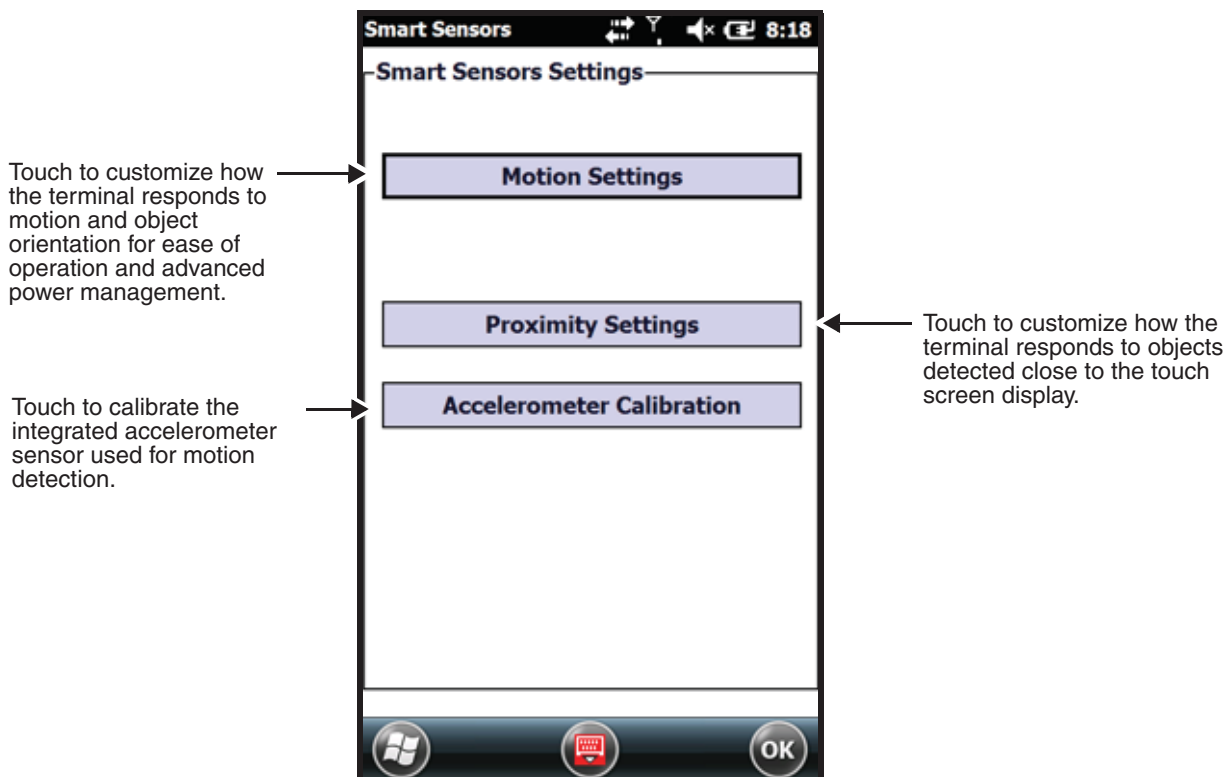 Smart Sensors 8:18
Smart Sensors Settings
Motion Settings
Touch to customize how
the terminal responds to
motion and object
orientation for ease of
operation and advanced
power management.
Proximity Settings
Touch to customize how the
terminal responds to objects
detected close to the touch
screen display.
Accelerometer Calibration
Touch to calibrate the
integrated accelerometer
sensor used for motion
detection.
OK